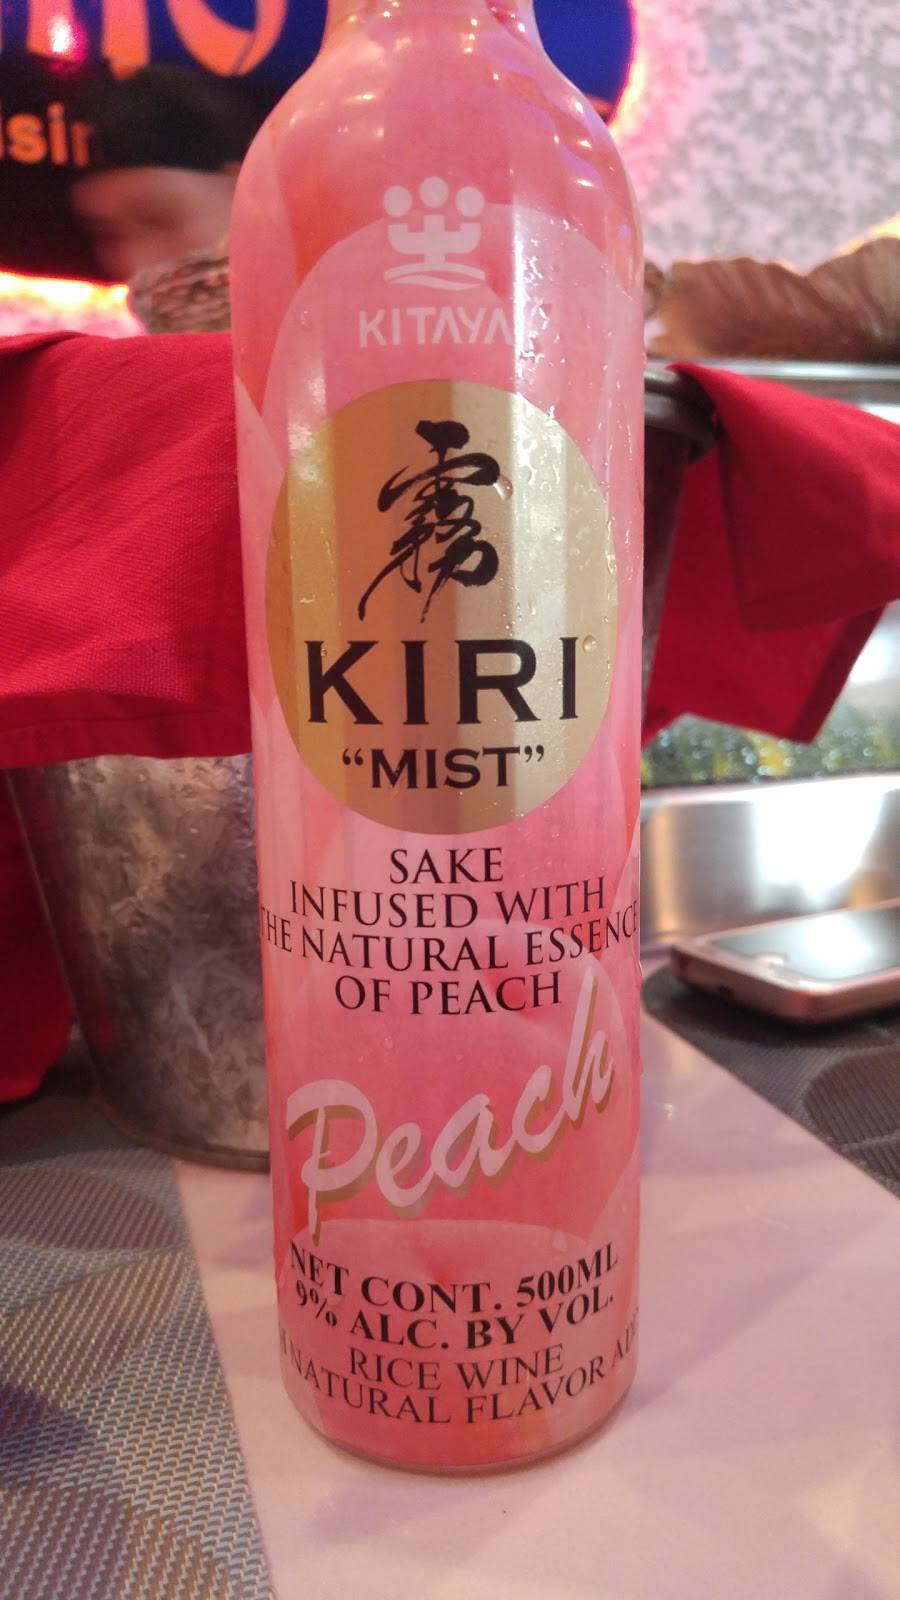 KITAYA
霧
KIRI
“MIST”
SAKE
INFUSED WITH
THE NATURAL ESSENCE
OF PEACH
Peach
NET CONT. 500ML
9% ALC. BY VOL.
RICE WINE
NATURAL FLAVOR